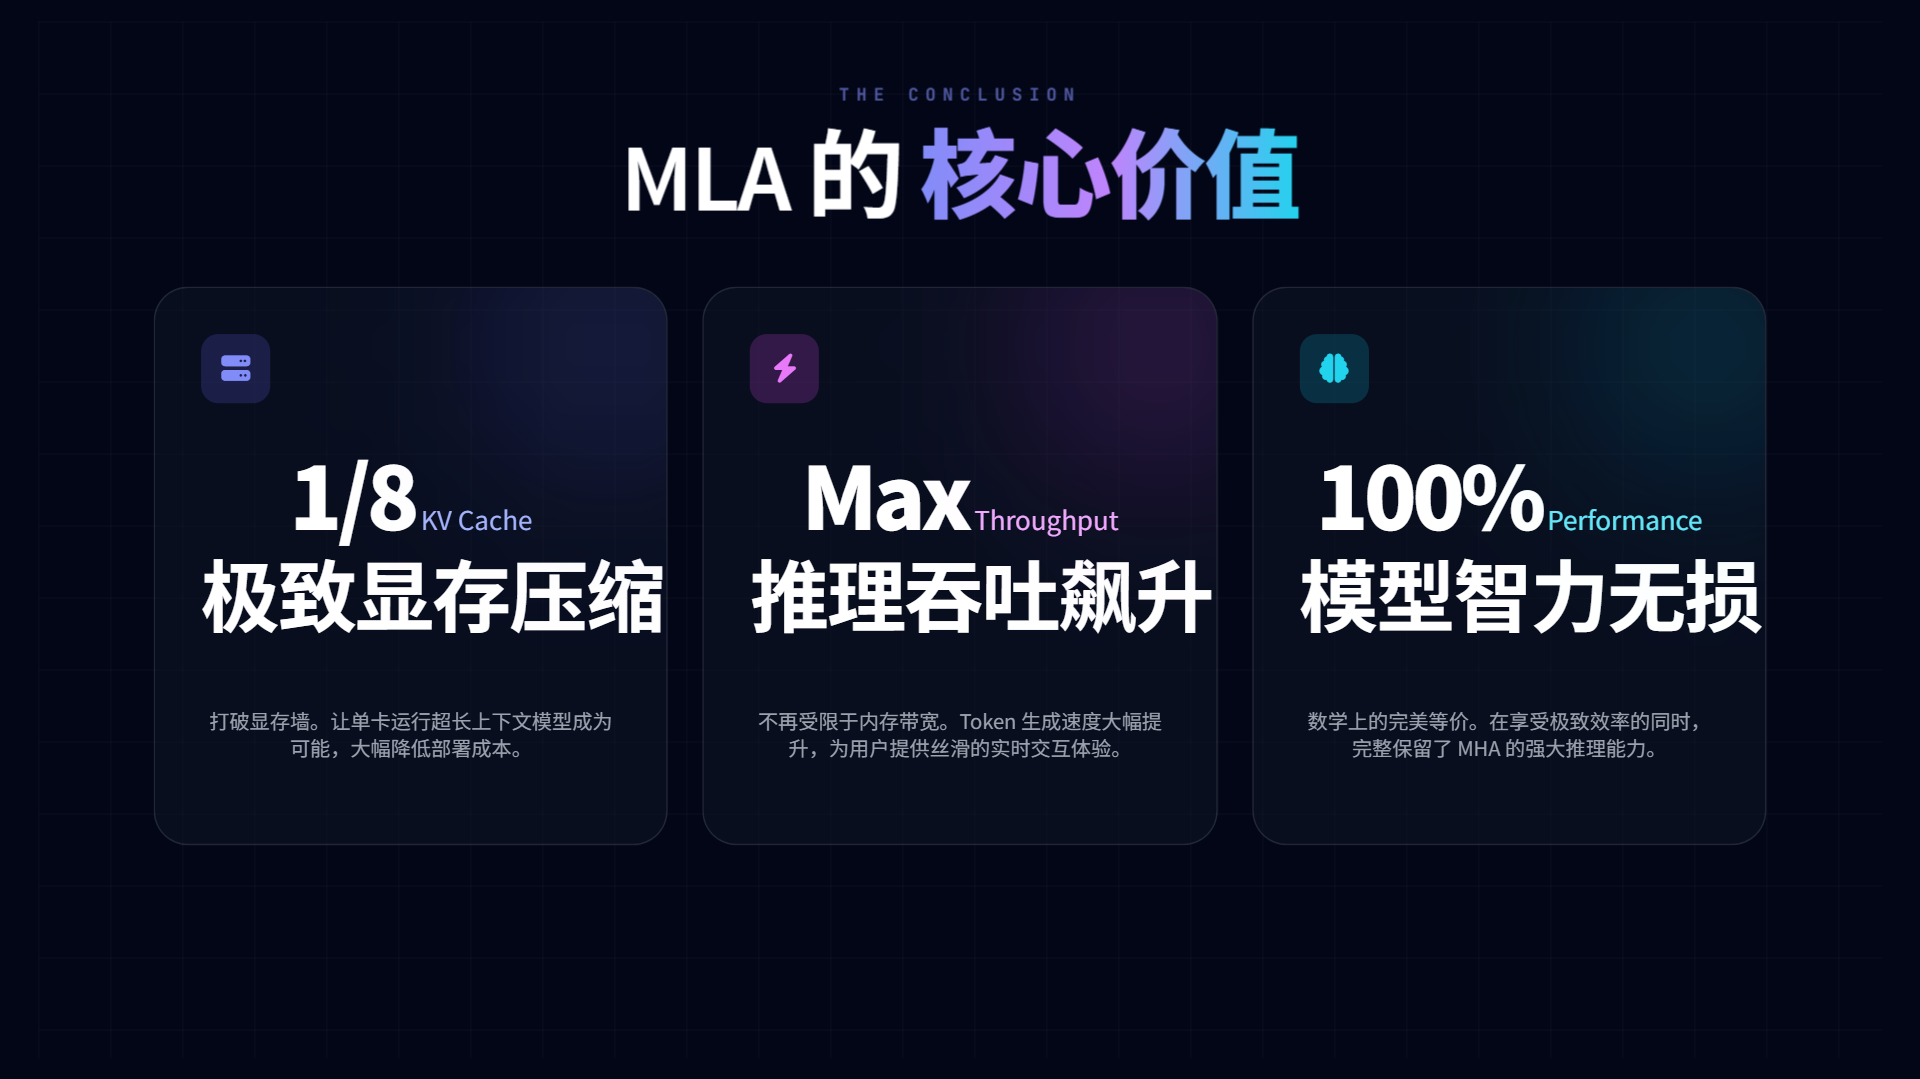 THE CONCLUSION
MLA 的 核心价值
1/8 KV Cache
极致显存压缩
打破显存墙。让单卡运行超长上下文模型成为
可能，大幅降低部署成本。
Max Throughput
推理吞吐飙升
不再受限于内存带宽。Token 生成速度大幅提
升，为用户提供丝滑的实时交互体验。
100% Performance
模型智力无损
数学上的完美等价。在享受极致效率的同时，
完整保留了 MHA 的强大推理能力。